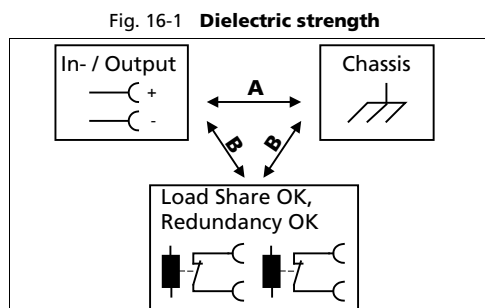 Fig. 16-1 Dielectric strength
In- / Output
+
-
Chassis
A
B
B
Load Share OK,
Redundancy OK